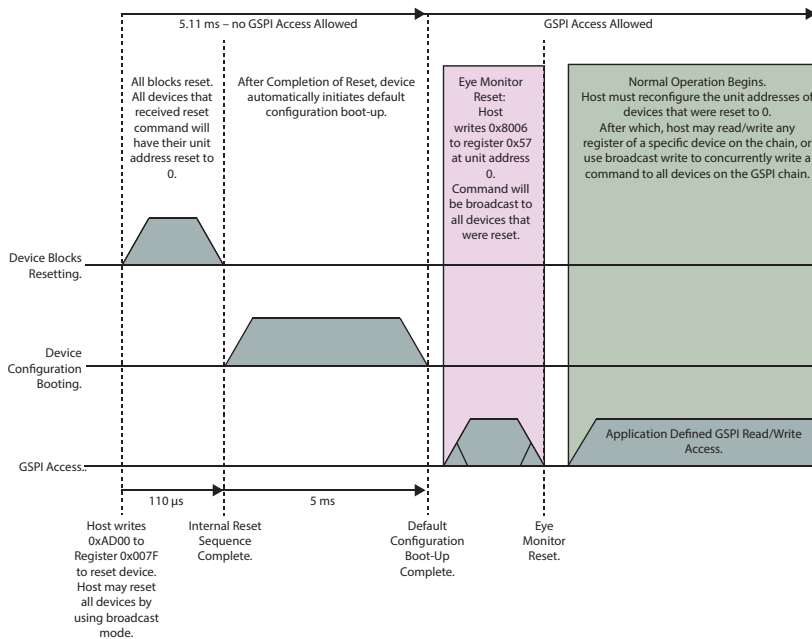 5.11 ms – no GSPI Access Allowed
GSPI Access Allowed
All blocks reset.
All devices that
received reset
command will
have their unit
address reset to
0.
After Completion of Reset, device
automatically initiates default
configuration boot-up.
Eye Monitor
Reset:
Host
writes 0x8006
to register 0x57
at unit address
0.
Command will
be broadcast to
all devices that
were reset.
Normal Operation Begins.
Host must reconfigure the unit addresses of
devices that were reset to 0.
After which, host may read/write any
register of a specific device on the chain, or
use broadcast write to concurrently write a
command to all devices on the GSPI chain.
Device Blocks
Resetting.
Device
Configuration
Booting.
GSPI Access.
Application Defined GSPI Read/Write
Access.
110 µs
5 ms
Host writes
0xAD00 to
Register 0x007F
to reset device.
Host may reset
all devices by
using broadcast
mode.
Internal Reset
Sequence
Complete.
Default
Configuration
Boot-Up
Complete.
Eye
Monitor
Reset.